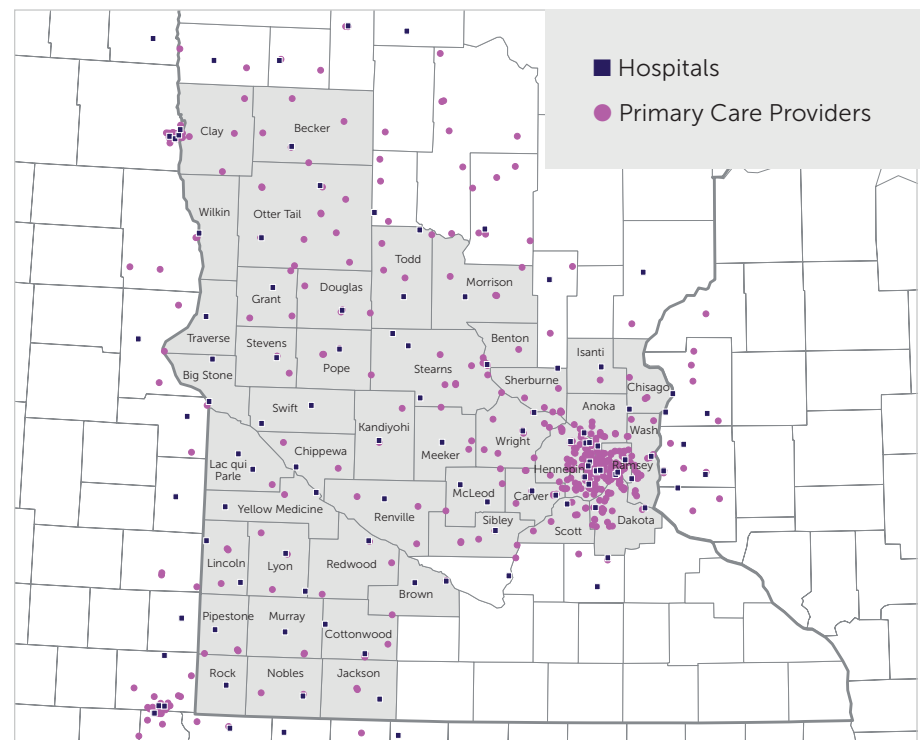 Hospitals
Primary Care Providers
Clay
Becker
Wilkin
Otter Tail
Todd
Grant
Douglas
Morrison
Traverse
Stevens
Pope
Stearns
Benton
Isanti
Big Stone
Sherburne
Chisago
Swift
Kandiyohi
Anoka
Wash
Chippewa
Meeker
Wright
Lac qui
Parle
Hennepin
Ramsey
McLeod
Carver
Yellow Medicine
Renville
Sibley
Scott
Dakota
Lincoln
Lyon
Redwood
Brown
Pipestone
Murray
Cottonwood
Rock
Nobles
Jackson